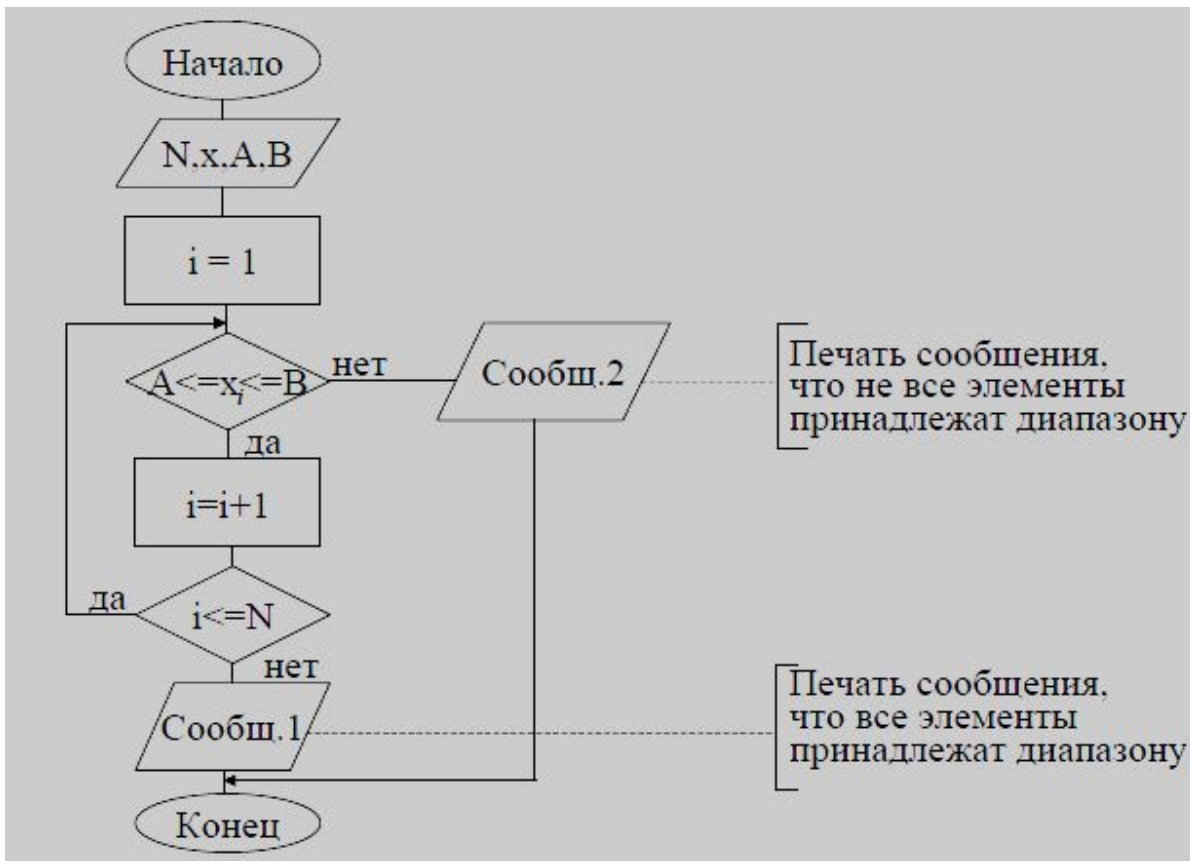 Начало
N,x,A,B
i = 1
A<=xi<=B
нет
Сообщ.2
Печать сообщения,
что не все элементы
принадлежат диапазону
да
i=i+1
да
i<=N
нет
Сообщ.1
Печать сообщения,
что все элементы
принадлежат диапазону
Конец